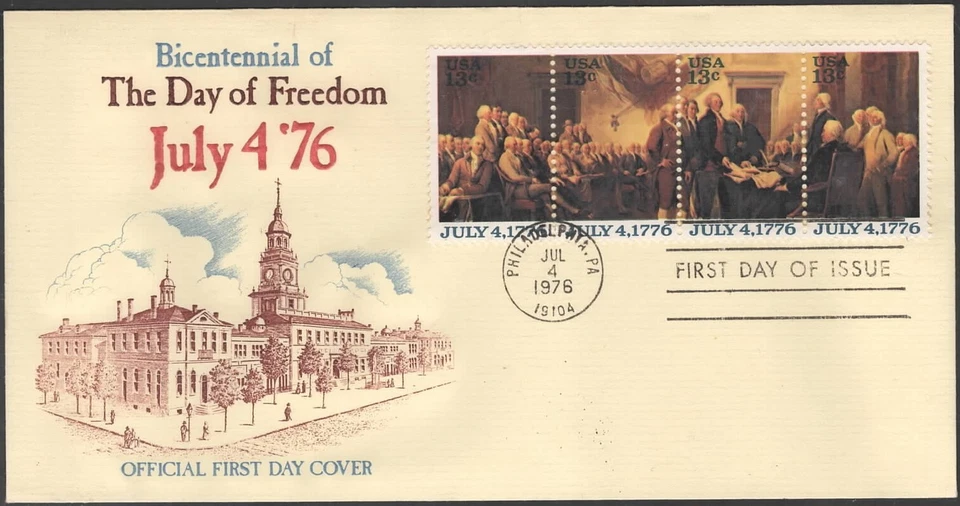 Bicentennial of
The Day of Freedom
July 4 '76
USA 13c
USA 13c
USA 13c
USA 13c
JULY 4,1776
JULY 4,1776
JULY 4,1776
JULY 4,1776
PHILADELPHIA, PA
JUL
4
1976
19104
FIRST DAY OF ISSUE
OFFICIAL FIRST DAY COVER